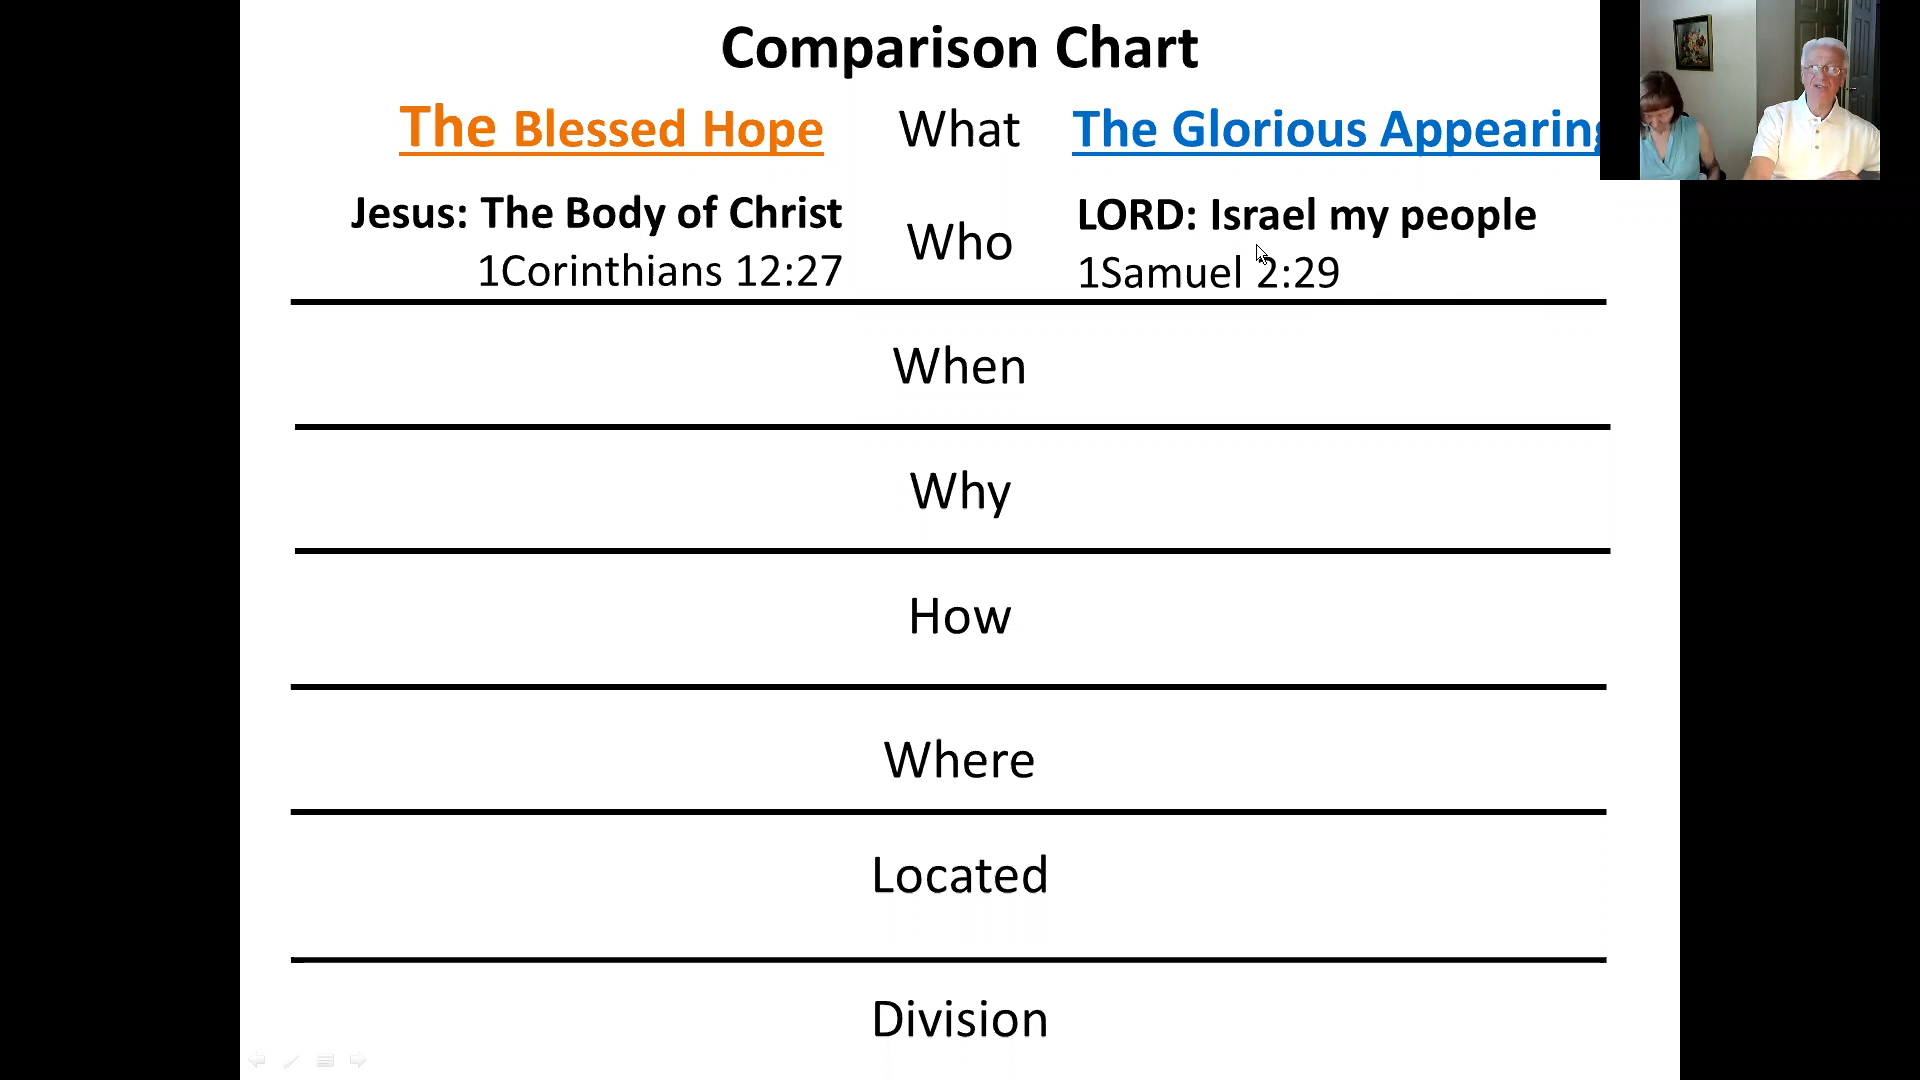 Comparison Chart
The Blessed Hope What The Glorious Appearing
Jesus: The Body of Christ Who LORD: Israel my people
1Corinthians 12:27 1Samuel 2:29
When
Why
How
Where
Located
Division